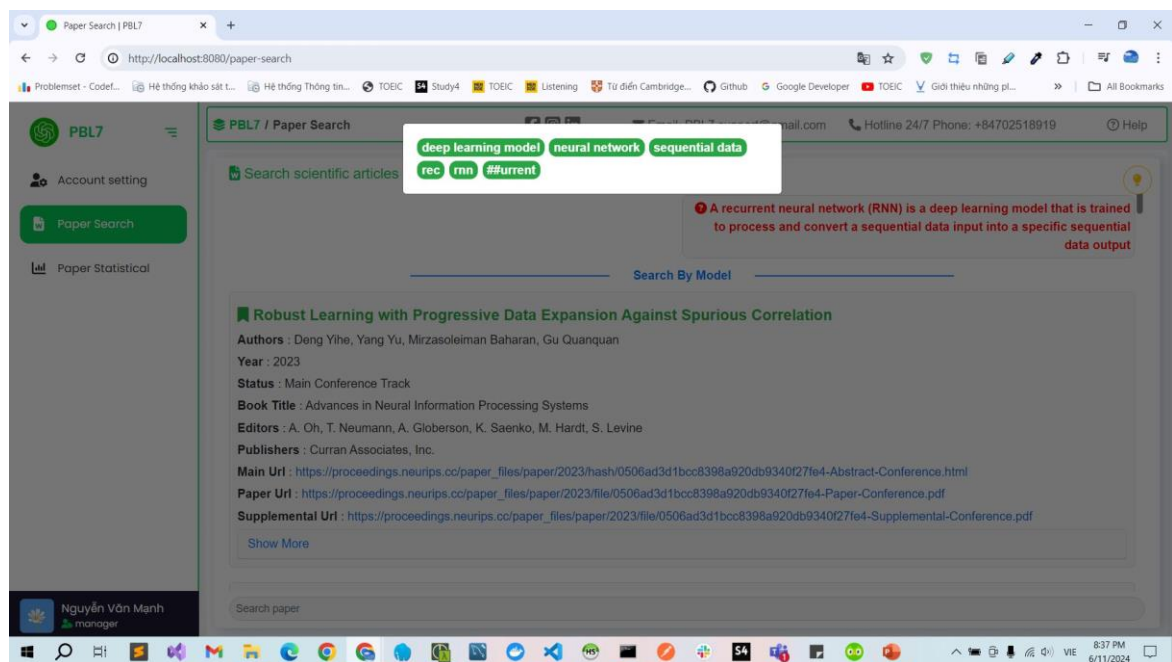 Paper Search | PBL7
http://localhost:8080/paper-search
Problemset - Codef... Hệ thống khảo sát t... Hệ thống Thông tin... TOEIC S4 Study4 TOEIC Listening Từ điển Cambridge... Github Google Developer TOEIC Giới thiệu những pl... » All Bookmarks
PBL7
PBL7 / Paper Search
Hotline 24/7 Phone: +84702518919 Help
deep learning model neural network sequential data
rec rnn ##urrent
Account setting
Search scientific articles
Paper Search
A recurrent neural network (RNN) is a deep learning model that is trained
to process and convert a sequential data input into a specific sequential
data output
Paper Statistical
Search By Model
Robust Learning with Progressive Data Expansion Against Spurious Correlation
Authors : Deng Yihe, Yang Yu, Mirzasoleiman Baharan, Gu Quanquan
Year : 2023
Status : Main Conference Track
Book Title : Advances in Neural Information Processing Systems
Editors : A. Oh, T. Neumann, A. Globerson, K. Saenko, M. Hardt, S. Levine
Publishers : Curran Associates, Inc.
Main Url : https://proceedings.neurips.cc/paper_files/paper/2023/hash/0506ad3d1bcc8398a920db9340f27fe4-Abstract-Conference.html
Paper Url : https://proceedings.neurips.cc/paper_files/paper/2023/file/0506ad3d1bcc8398a920db9340f27fe4-Paper-Conference.pdf
Supplemental Url : https://proceedings.neurips.cc/paper_files/paper/2023/file/0506ad3d1bcc8398a920db9340f27fe4-Supplemental-Conference.pdf
Show More
Nguyễn Văn Mạnh
manager
Search paper
S4
VIE
8:37 PM
6/11/2024